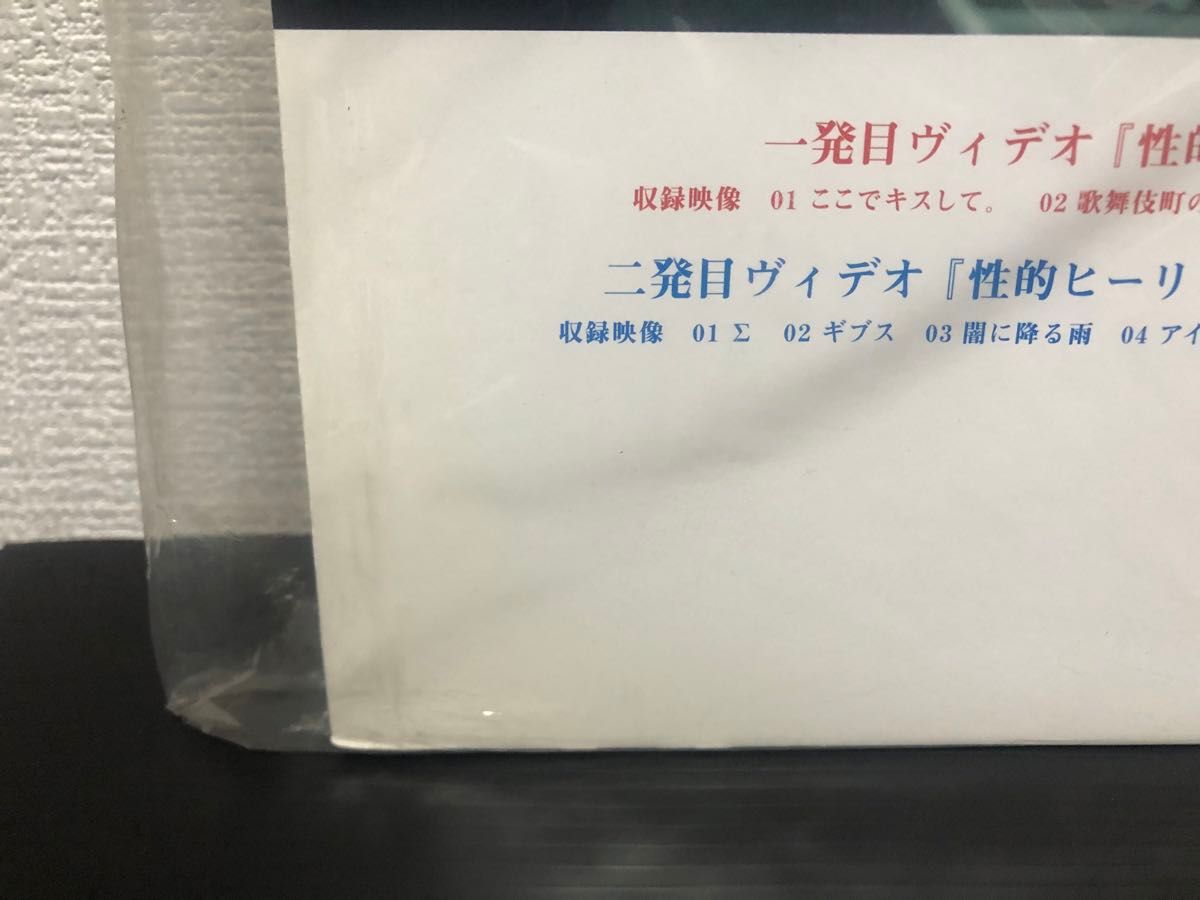 一発目ヴィデオ『性的
収録映像 01 ここでキスして。 02 歌舞伎町の
二発目ヴィデオ『性的ヒーリ
収録映像 01 Σ 02 ギブス 03 闇に降る雨 04 アイ